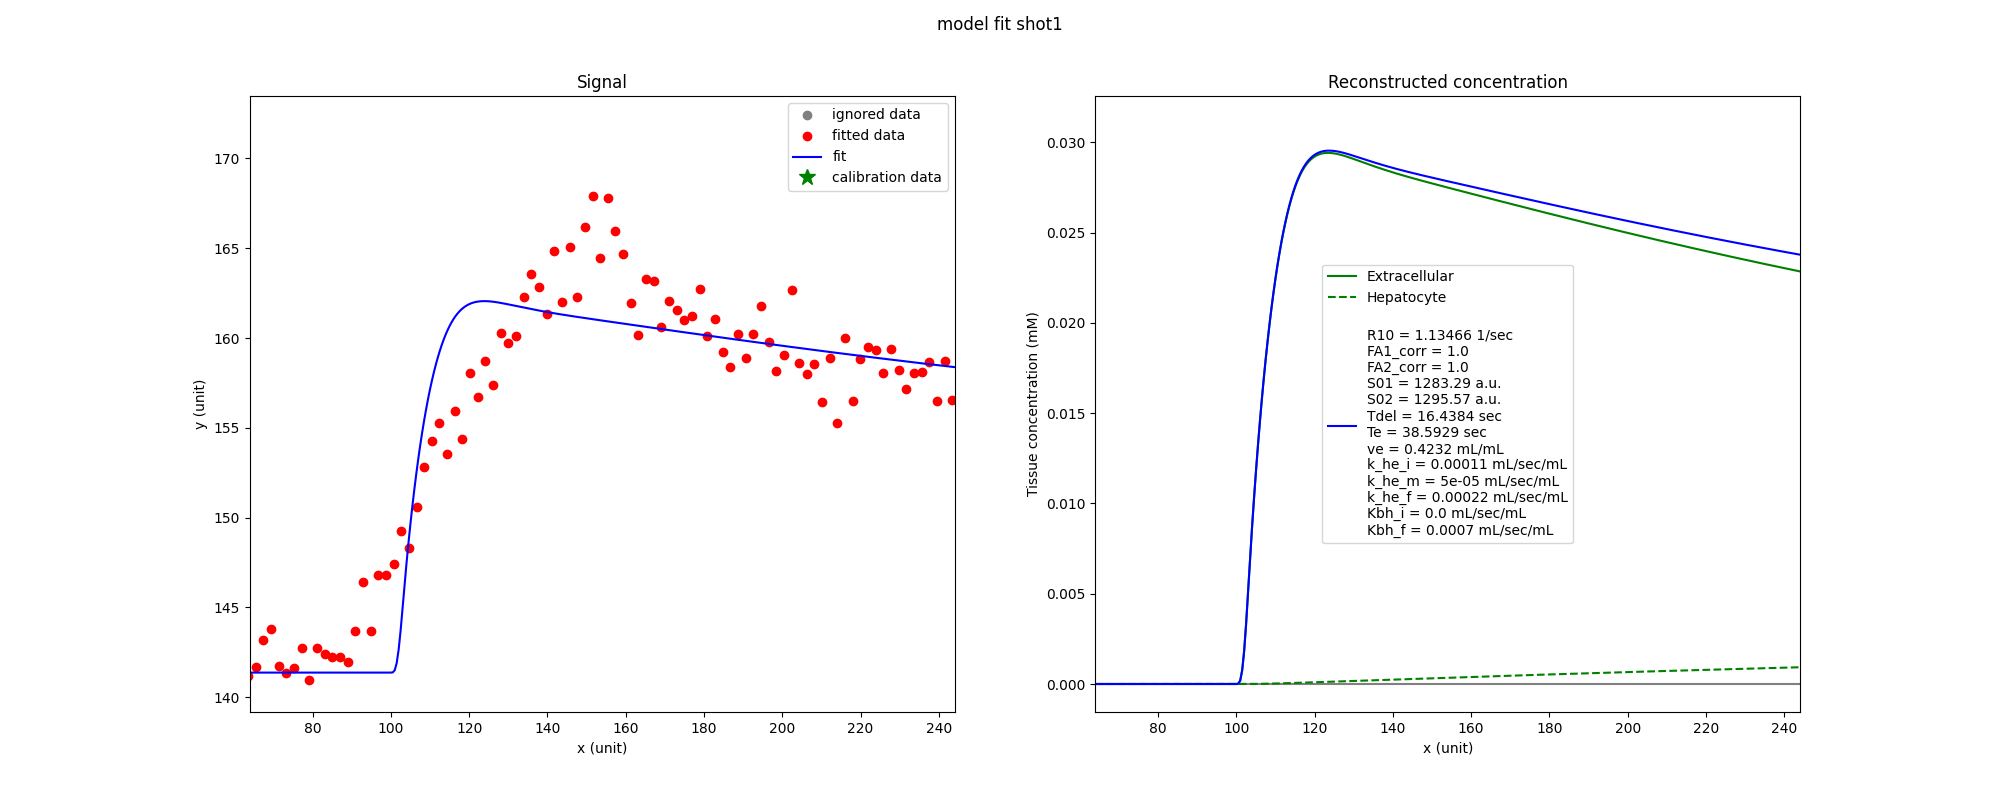 model fit shot1
Signal
y (unit)
170
165
160
155
150
145
140
80 100 120 140 160 180 200 220 240
x (unit)
ignored data
fitted data
fit
calibration data
Reconstructed concentration
Tissue concentration (mM)
0.030
0.025
0.020
0.015
0.010
0.005
0.000
80 100 120 140 160 180 200 220 240
x (unit)
Extracellular
Hepatocyte
R10 = 1.13466 1/sec
FA1_corr = 1.0
FA2_corr = 1.0
S01 = 1283.29 a.u.
S02 = 1295.57 a.u.
Tdel = 16.4384 sec
Te = 38.5929 sec
ve = 0.4232 mL/mL
k_he_i = 0.00011 mL/sec/mL
k_he_m = 5e-05 mL/sec/mL
k_he_f = 0.00022 mL/sec/mL
Kbh_i = 0.0 mL/sec/mL
Kbh_f = 0.0007 mL/sec/mL